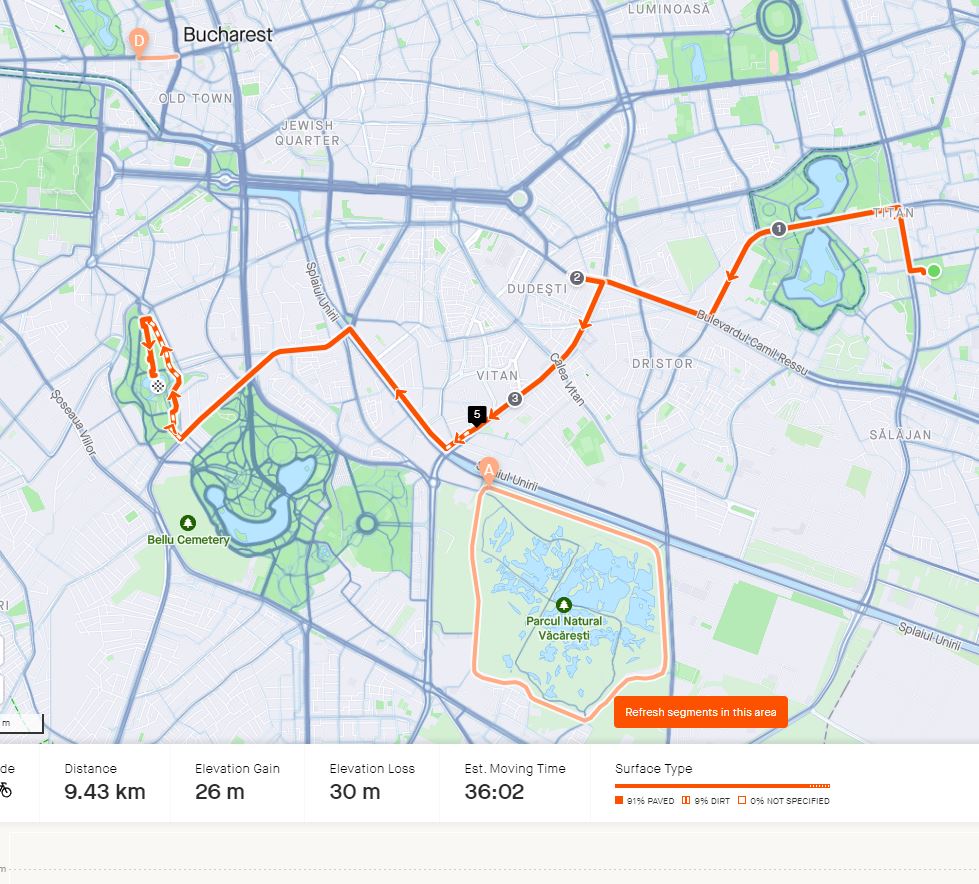 LUMINOASĂ
D
Bucharest
OLD TOWN
JEWISH
QUARTER
TITAN
1
2
DUDEȘTI
Splaiul Unirii
Bulevardul Camil Ressu
DRISTOR
VITAN
Calea Vitan
3
5
Șoseaua Viilor
SĂLĂJAN
A
Splaiul Unirii
Bellu Cemetery
Parcul Natural
Văcărești
RI
Splaiul Unirii
m
Refresh segments in this area
de
Distance
9.43 km
Elevation Gain
26 m
Elevation Loss
30 m
Est. Moving Time
36:02
Surface Type
91% PAVED
9% DIRT
0% NOT SPECIFIED
m